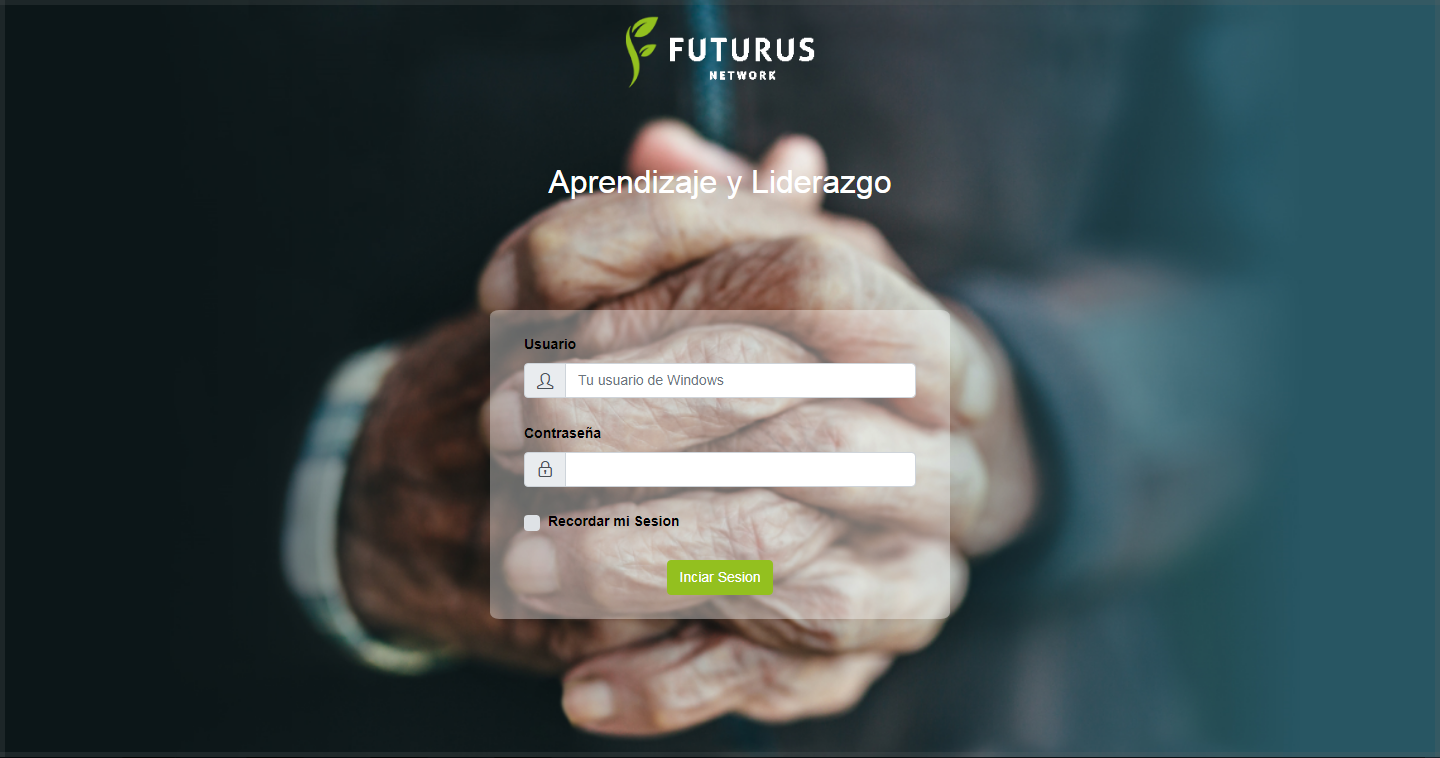 FUTURUS
NETWORK
Aprendizaje y Liderazgo
Usuario
Tu usuario de Windows
Contraseña
Recordar mi Sesion
Inciar Sesion